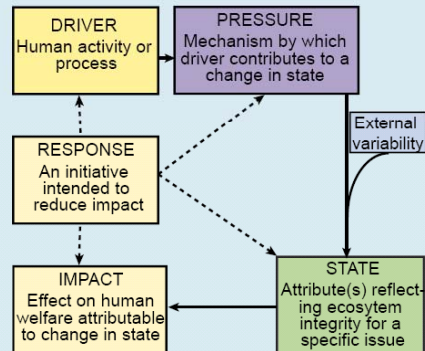 DRIVER
Human activity or
process
PRESSURE
Mechanism by which
driver contributes to a
change in state
External
variability
RESPONSE
An initiative
intended to
reduce impact
IMPACT
Effect on human
welfare attributable
to change in state
STATE
Attribute(s) reflect-
ing ecosytem
integrity for a
specific issue